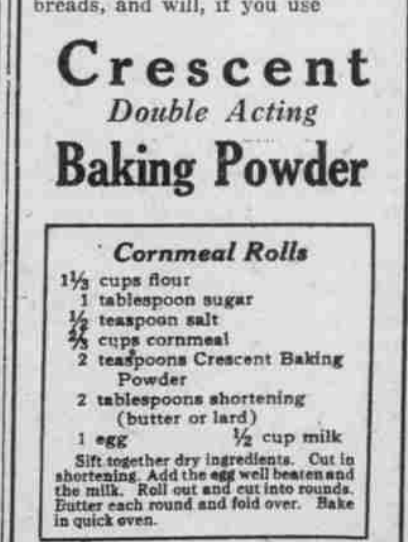 breads, and will, if you use
Crescent
Double Acting
Baking Powder
Cornmeal Rolls
1⅓ cups flour
1 tablespoon sugar
½ teaspoon salt
⅔ cups cornmeal
2 teaspoons Crescent Baking
Powder
2 tablespoons shortening
(butter or lard)
1 egg ½ cup milk
Sift together dry ingredients. Cut in
shortening. Add the egg well beaten and
the milk. Roll out and cut into rounds.
Butter each round and fold over. Bake
in quick oven.